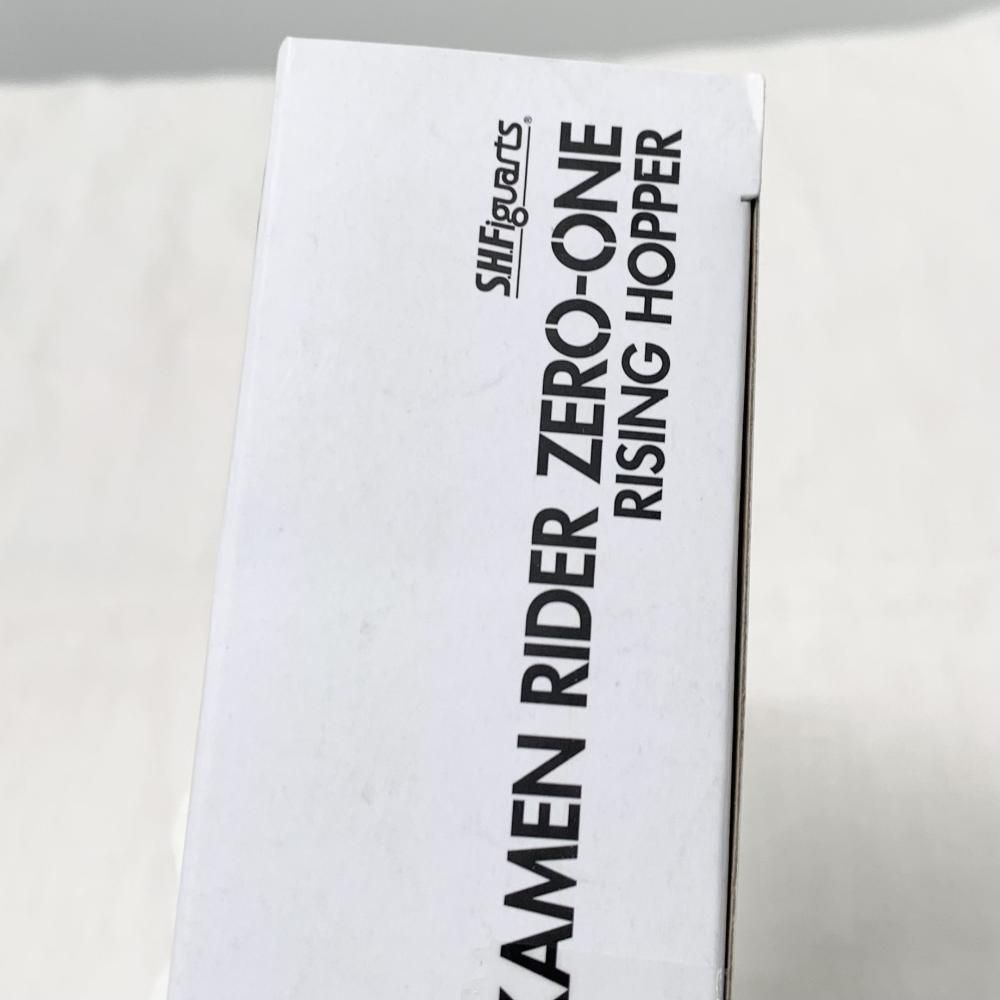 S.H.Figuarts®
KAMEN RIDER ZERO-ONE
RISING HOPPER